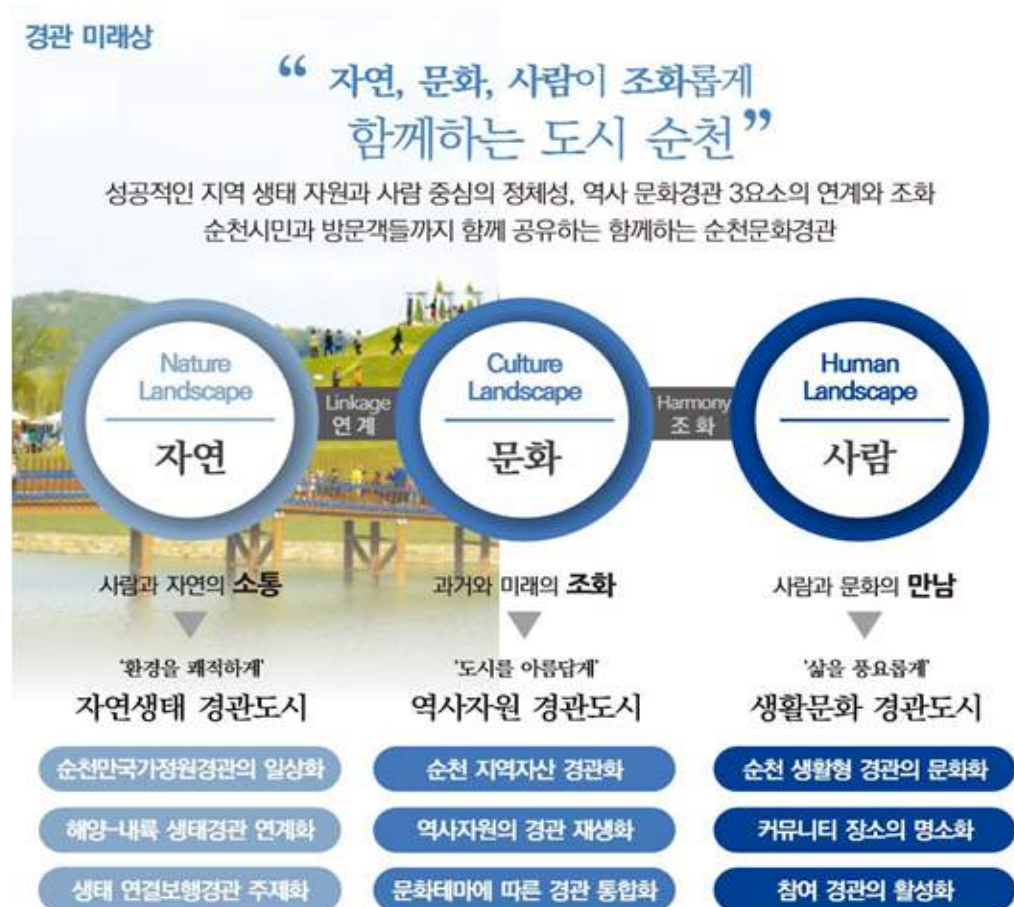 경관 미래상
“ 자연, 문화, 사람이 조화롭게
함께하는 도시 순천 ”
성공적인 지역 생태 자원과 사람 중심의 정체성, 역사 문화경관 3요소의 연계와 조화
순천시민과 방문객들까지 함께 공유하는 함께하는 순천문화경관
Nature
Landscape
자연
Linkage
연계
Culture
Landscape
문화
Harmony
조화
Human
Landscape
사람
사람과 자연의 소통
과거와 미래의 조화
사람과 문화의 만남
'환경을 쾌적하게'
'도시를 아름답게'
'삶을 풍요롭게'
자연생태 경관도시
역사자원 경관도시
생활문화 경관도시
순천만국가정원경관의 일상화
순천 지역자산 경관화
순천 생활형 경관의 문화화
해양-내륙 생태경관 연계화
역사자원의 경관 재생화
커뮤니티 장소의 명소화
생태 연결보행경관 주제화
문화테마에 따른 경관 통합화
참여 경관의 활성화